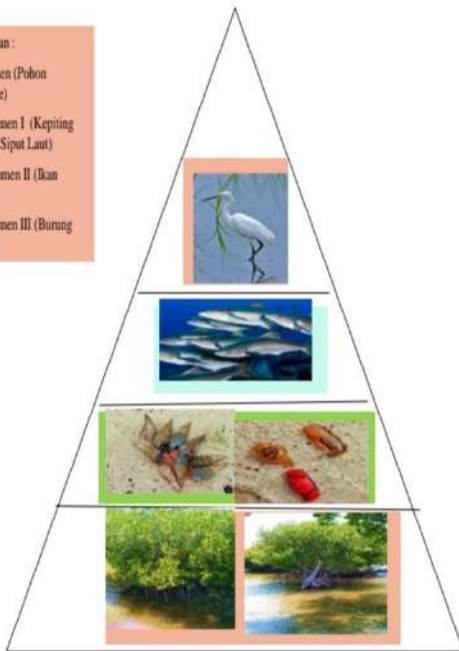 an :
en (Pohon
e)
men I (Kepiting
Siput Laut)
men II (Ikan
men III (Burung